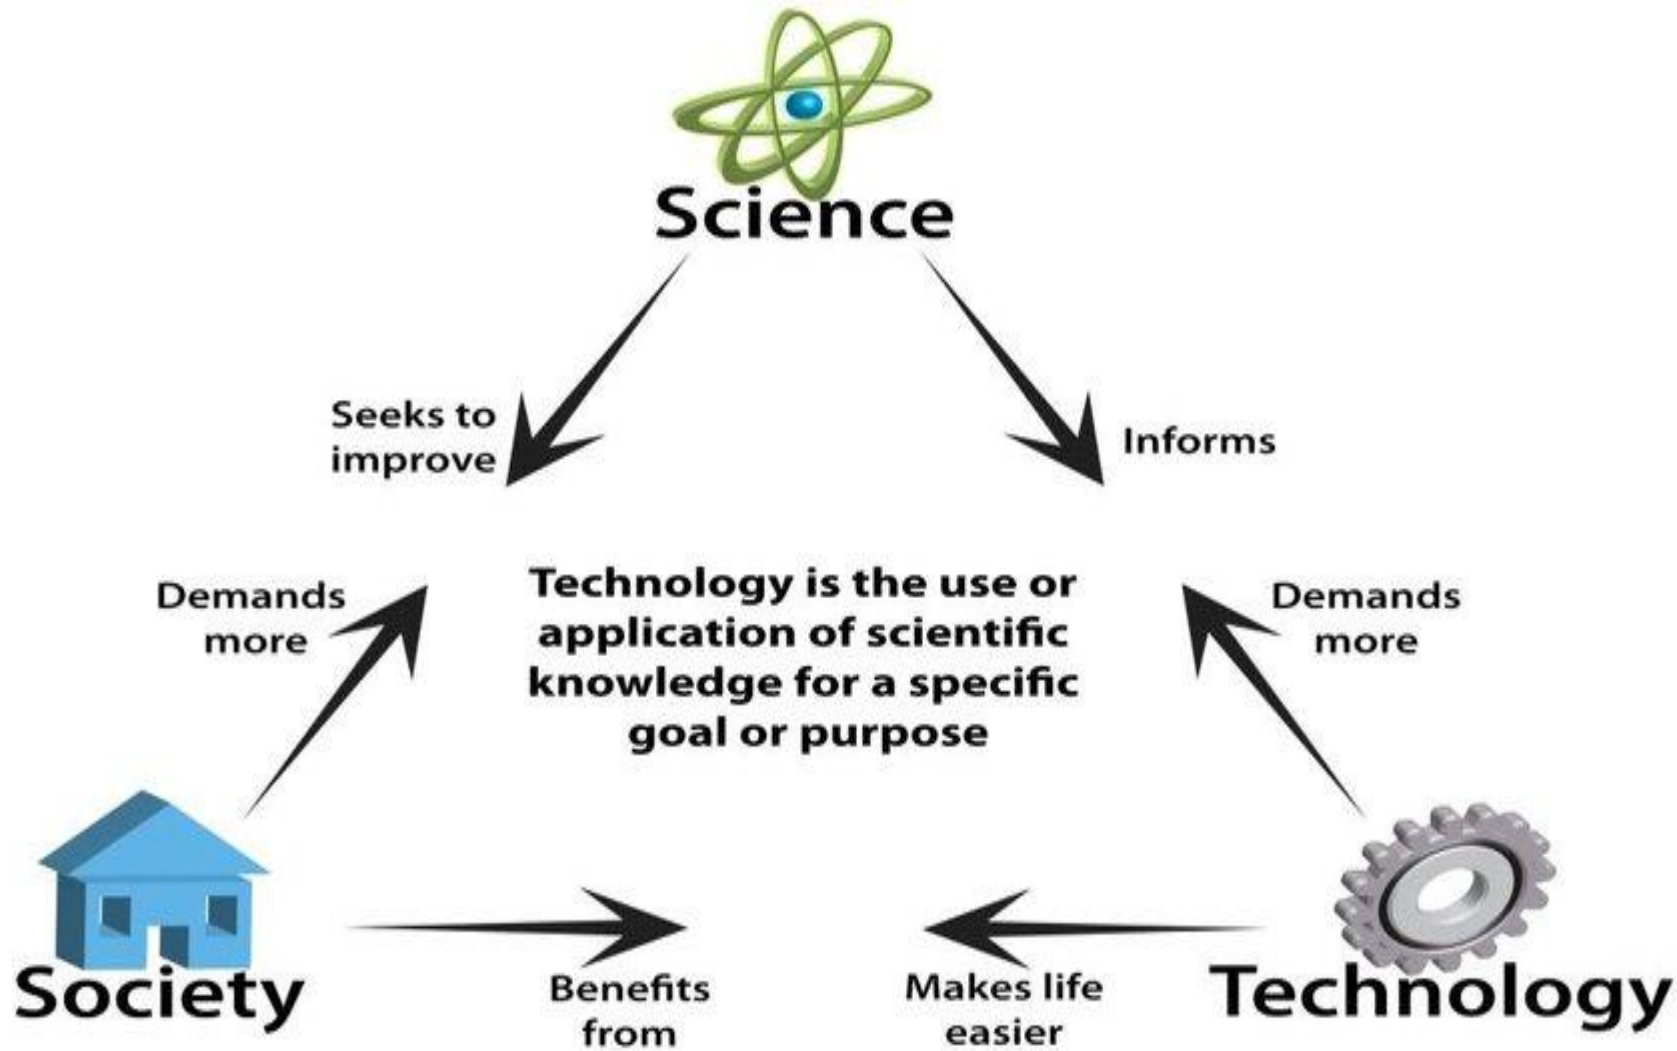 Science
Seeks to
improve
Informs
Demands
more
Technology is the use or
application of scientific
knowledge for a specific
goal or purpose
Demands
more
Society
Benefits
from
Makes life
easier
Technology